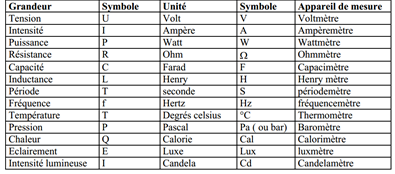 Grandeur Symbole Unité Symbole Appareil de mesure
Tension U Volt V Voltmètre
Intensité I Ampère A Ampèremètre
Puissance P Watt W Wattmètre
Résistance R Ohm Ω Ohmmètre
Capacité C Farad F Capacimètre
Inductance L Henry H Henry mètre
Période T seconde S périodemètre
Fréquence f Hertz Hz fréquencemètre
Température T Degrés celsius °C Thermomètre
Pression P Pascal Pa ( ou bar) Baromètre
Chaleur Q Calorie Cal Calorimètre
Eclairement E Luxe Lux luxmètre
Intensité lumineuse I Candela Cd Candelamètre